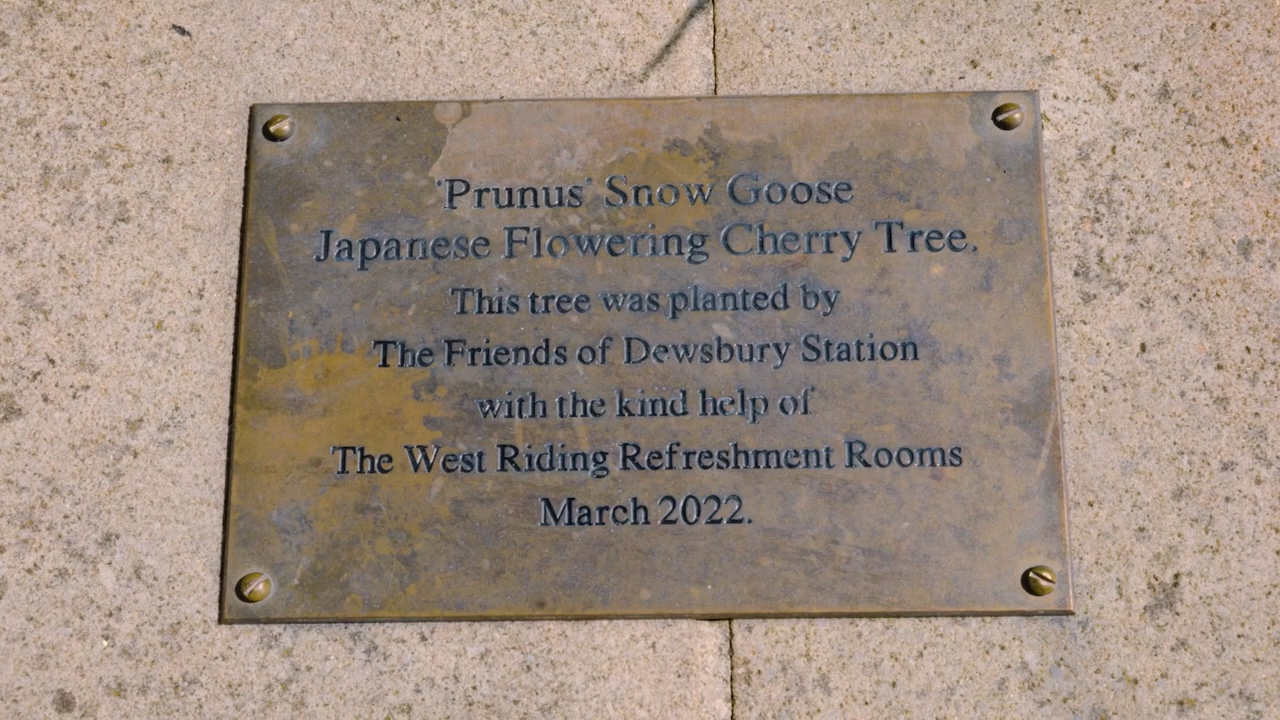 'Prunus' Snow Goose
Japanese Flowering Cherry Tree.
This tree was planted by
The Friends of Dewsbury Station
with the kind help of
The West Riding Refreshment Rooms
March 2022.